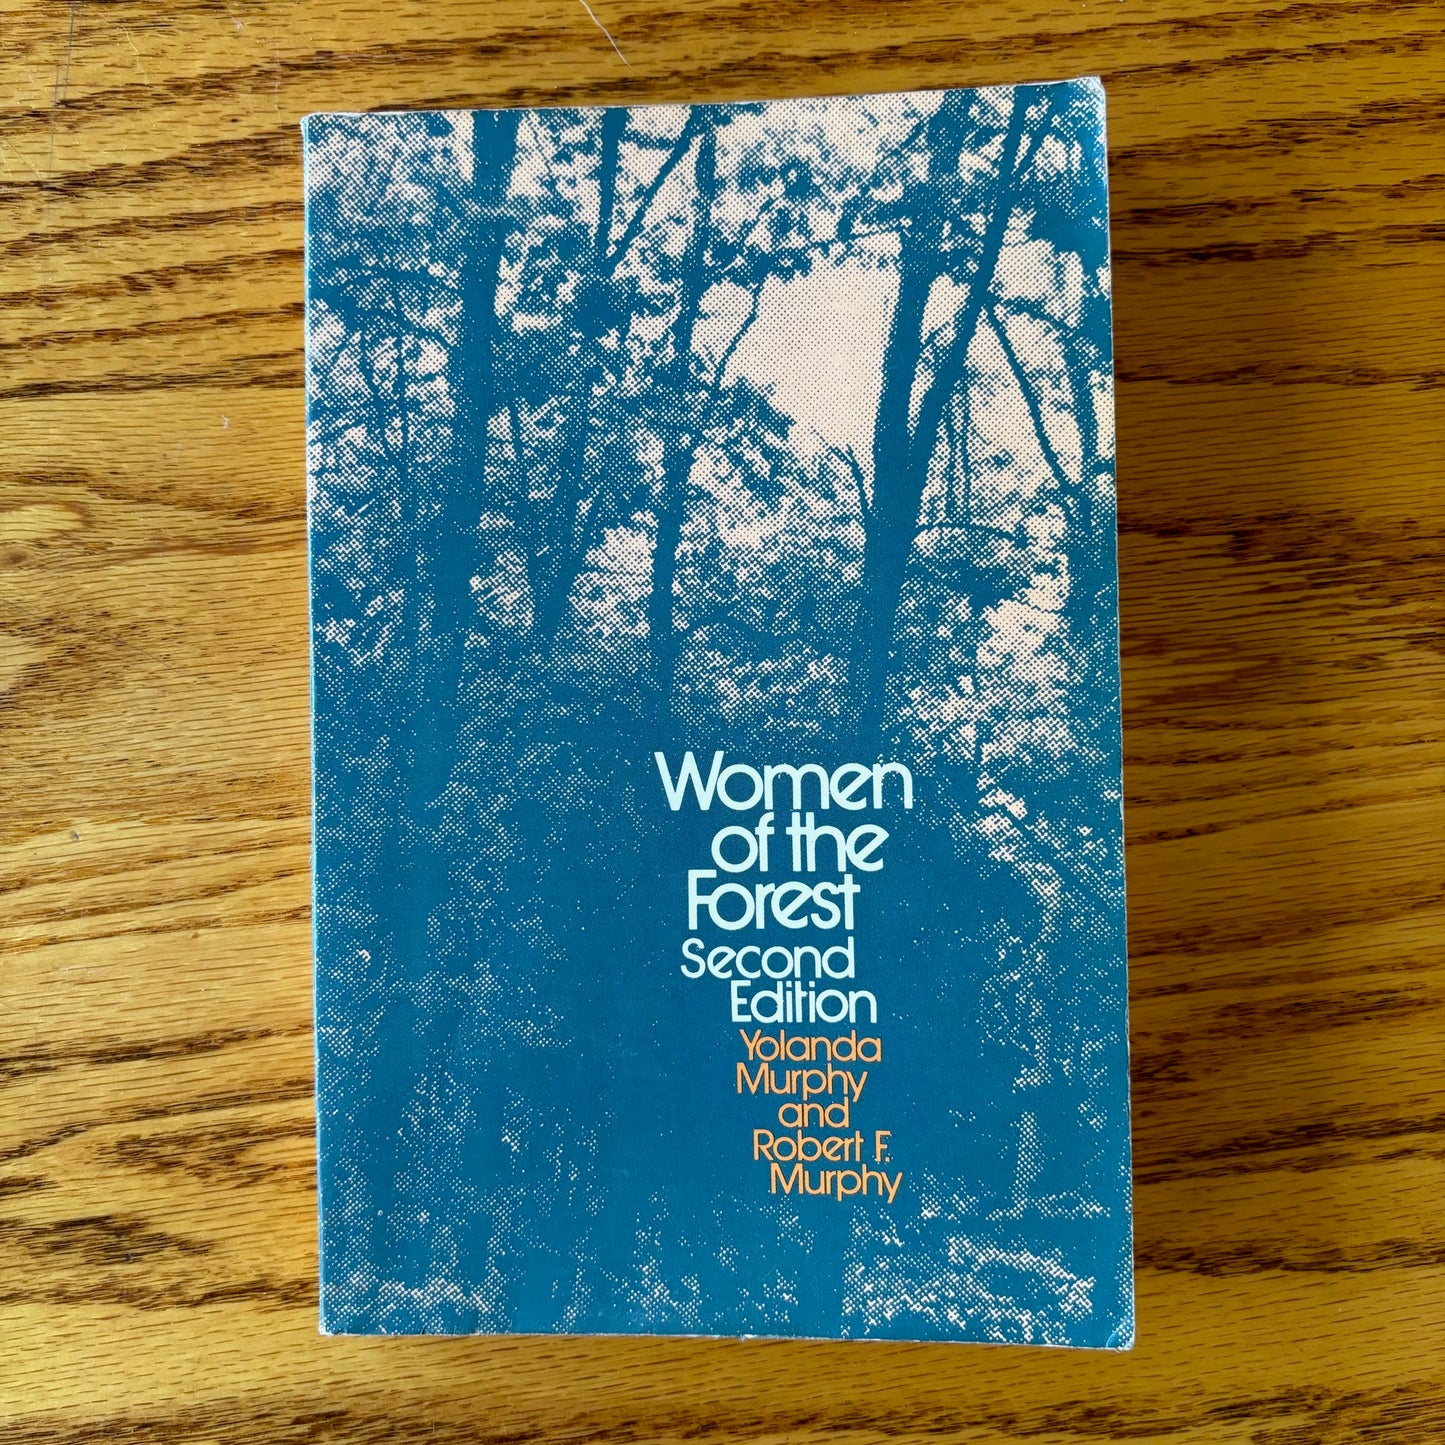 Women
of the
Forest
Second
Edition
Yolanda
Murphy
and
Robert F.
Murphy